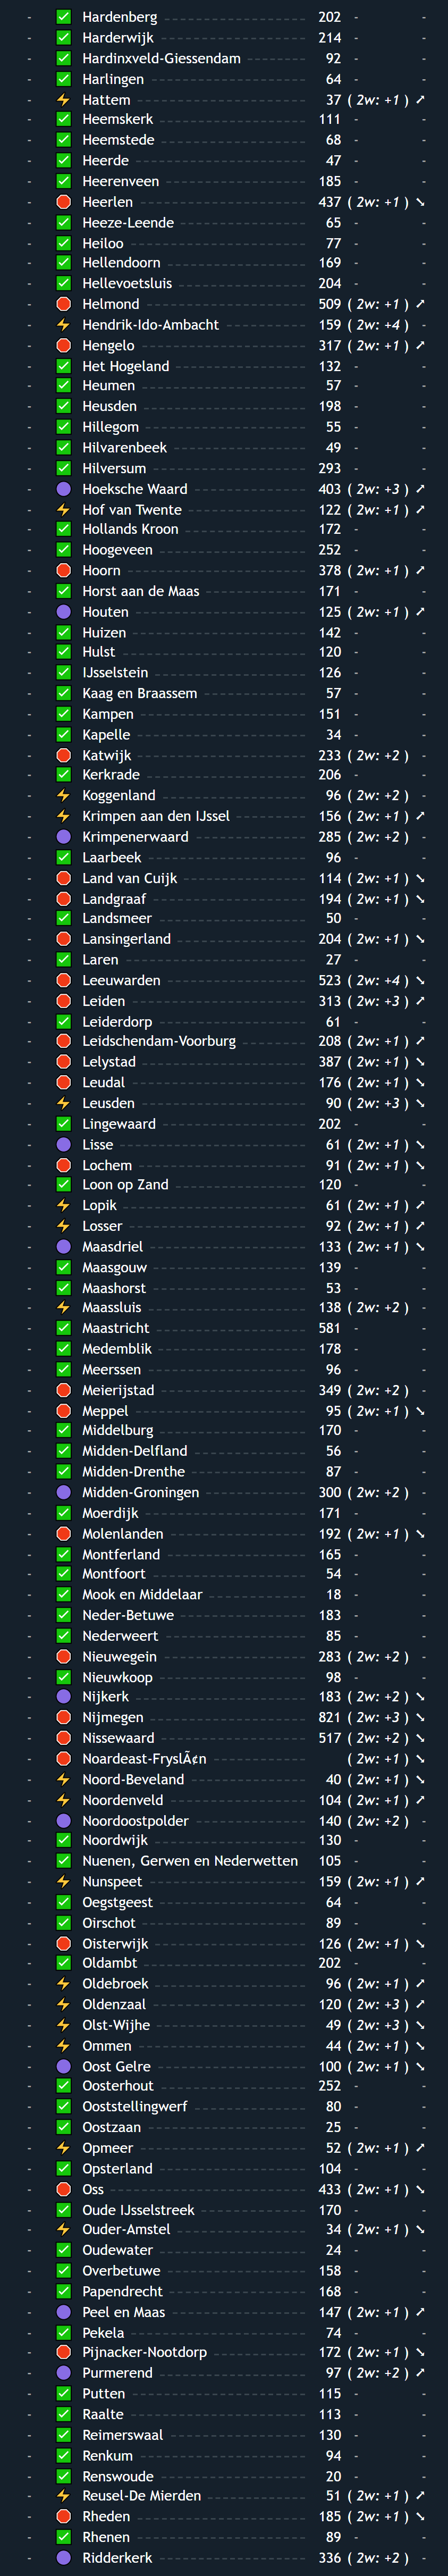 - ✅ Hardenberg 202 - -
- ✅ Harderwijk 214 - -
- ✅ Hardinxveld-Giessendam 92 - -
- ✅ Harlingen 64 - -
- ⚡ Hattem 37 ( 2w: +1 ) ↗
- ✅ Heemskerk 111 - -
- ✅ Heemstede 68 - -
- ✅ Heerde 47 - -
- ✅ Heerenveen 185 - -
- 🛑 Heerlen 437 ( 2w: +1 ) ↘
- ✅ Heeze-Leende 65 - -
- ✅ Heiloo 77 - -
- ✅ Hellendoorn 169 - -
- ✅ Hellevoetsluis 204 - -
- 🛑 Helmond 509 ( 2w: +1 ) ↗
- ⚡ Hendrik-Ido-Ambacht 159 ( 2w: +4 ) -
- 🛑 Hengelo 317 ( 2w: +1 ) ↗
- ✅ Het Hogeland 132 - -
- ✅ Heumen 57 - -
- ✅ Heusden 198 - -
- ✅ Hillegom 55 - -
- ✅ Hilvarenbeek 49 - -
- ✅ Hilversum 293 - -
- 🟣 Hoeksche Waard 403 ( 2w: +3 ) ↗
- ⚡ Hof van Twente 122 ( 2w: +1 ) ↗
- ✅ Hollands Kroon 172 - -
- ✅ Hoogeveen 252 - -
- 🛑 Hoorn 378 ( 2w: +1 ) ↗
- ✅ Horst aan de Maas 171 - -
- 🟣 Houten 125 ( 2w: +1 ) ↗
- ✅ Huizen 142 - -
- ✅ Hulst 120 - -
- ✅ IJsselstein 126 - -
- ✅ Kaag en Braassem 57 - -
- ✅ Kampen 151 - -
- ✅ Kapelle 34 - -
- 🛑 Katwijk 233 ( 2w: +2 ) -
- ✅ Kerkrade 206 - -
- ⚡ Koggenland 96 ( 2w: +2 ) -
- ⚡ Krimpen aan den IJssel 156 ( 2w: +1 ) ↗
- 🟣 Krimpenerwaard 285 ( 2w: +2 ) -
- ✅ Laarbeek 96 - -
- 🛑 Land van Cuijk 114 ( 2w: +1 ) ↘
- 🛑 Landgraaf 194 ( 2w: +1 ) ↘
- ✅ Landsmeer 50 - -
- 🛑 Lansingerland 204 ( 2w: +1 ) ↘
- ✅ Laren 27 - -
- 🛑 Leeuwarden 523 ( 2w: +4 ) ↘
- 🛑 Leiden 313 ( 2w: +3 ) ↗
- ✅ Leiderdorp 61 - -
- 🛑 Leidschendam-Voorburg 208 ( 2w: +1 ) ↗
- 🛑 Lelystad 387 ( 2w: +1 ) ↘
- 🛑 Leudal 176 ( 2w: +1 ) ↘
- ⚡ Leusden 90 ( 2w: +3 ) ↘
- ✅ Lingewaard 202 - -
- 🟣 Lisse 61 ( 2w: +1 ) ↘
- 🛑 Lochem 91 ( 2w: +1 ) ↘
- ✅ Loon op Zand 120 - -
- ⚡ Lopik 61 ( 2w: +1 ) ↗
- ⚡ Losser 92 ( 2w: +1 ) ↗
- 🟣 Maasdriel 133 ( 2w: +1 ) ↘
- ✅ Maasgouw 139 - -
- ✅ Maashorst 53 - -
- ⚡ Maassluis 138 ( 2w: +2 ) -
- ✅ Maastricht 581 - -
- ✅ Medemblik 178 - -
- ✅ Meerssen 96 - -
- 🛑 Meierijstad 349 ( 2w: +2 ) -
- 🛑 Meppel 95 ( 2w: +1 ) ↘
- ✅ Middelburg 170 - -
- ✅ Midden-Delfland 56 - -
- ✅ Midden-Drenthe 87 - -
- 🟣 Midden-Groningen 300 ( 2w: +2 ) -
- ✅ Moerdijk 171 - -
- 🛑 Molenlanden 192 ( 2w: +1 ) ↘
- ✅ Montferland 165 - -
- ✅ Montfoort 54 - -
- ✅ Mook en Middelaar 18 - -
- ✅ Neder-Betuwe 183 - -
- ✅ Nederweert 85 - -
- 🛑 Nieuwegein 283 ( 2w: +2 ) -
- ✅ Nieuwkoop 98 - -
- 🟣 Nijkerk 183 ( 2w: +2 ) ↘
- 🛑 Nijmegen 821 ( 2w: +3 ) ↘
- 🛑 Nissewaard 517 ( 2w: +2 ) ↘
- 🛑 Noardeast-FryslÃ¢n ( 2w: +1 ) ↘
- ⚡ Noord-Beveland 40 ( 2w: +1 ) ↘
- ⚡ Noordenveld 104 ( 2w: +1 ) ↗
- 🟣 Noordoostpolder 140 ( 2w: +2 ) -
- ✅ Noordwijk 130 - -
- ✅ Nuenen, Gerwen en Nederwetten 105 - -
- ⚡ Nunspeet 159 ( 2w: +1 ) ↗
- ✅ Oegstgeest 64 - -
- ✅ Oirschot 89 - -
- 🛑 Oisterwijk 126 ( 2w: +1 ) ↘
- ✅ Oldambt 202 - -
- ⚡ Oldebroek 96 ( 2w: +1 ) ↗
- ⚡ Oldenzaal 120 ( 2w: +3 ) ↗
- ⚡ Olst-Wijhe 49 ( 2w: +3 ) ↘
- ⚡ Ommen 44 ( 2w: +1 ) ↘
- 🟣 Oost Gelre 100 ( 2w: +1 ) ↘
- ✅ Oosterhout 252 - -
- ✅ Ooststellingwerf 80 - -
- ✅ Oostzaan 25 - -
- ⚡ Opmeer 52 ( 2w: +1 ) ↗
- ✅ Opsterland 104 - -
- 🛑 Oss 433 ( 2w: +1 ) ↘
- ✅ Oude IJsselstreek 170 - -
- ⚡ Ouder-Amstel 34 ( 2w: +1 ) ↘
- ✅ Oudewater 24 - -
- ✅ Overbetuwe 158 - -
- ✅ Papendrecht 168 - -
- 🟣 Peel en Maas 147 ( 2w: +1 ) ↗
- ✅ Pekela 74 - -
- 🛑 Pijnacker-Nootdorp 172 ( 2w: +1 ) ↘
- 🟣 Purmerend 97 ( 2w: +2 ) ↗
- ✅ Putten 115 - -
- ✅ Raalte 113 - -
- ✅ Reimerswaal 130 - -
- ✅ Renkum 94 - -
- ✅ Renswoude 20 - -
- ⚡ Reusel-De Mierden 51 ( 2w: +1 ) ↗
- 🛑 Rheden 185 ( 2w: +1 ) ↘
- ✅ Rhenen 89 - -
- 🟣 Ridderkerk 336 ( 2w: +2 ) -